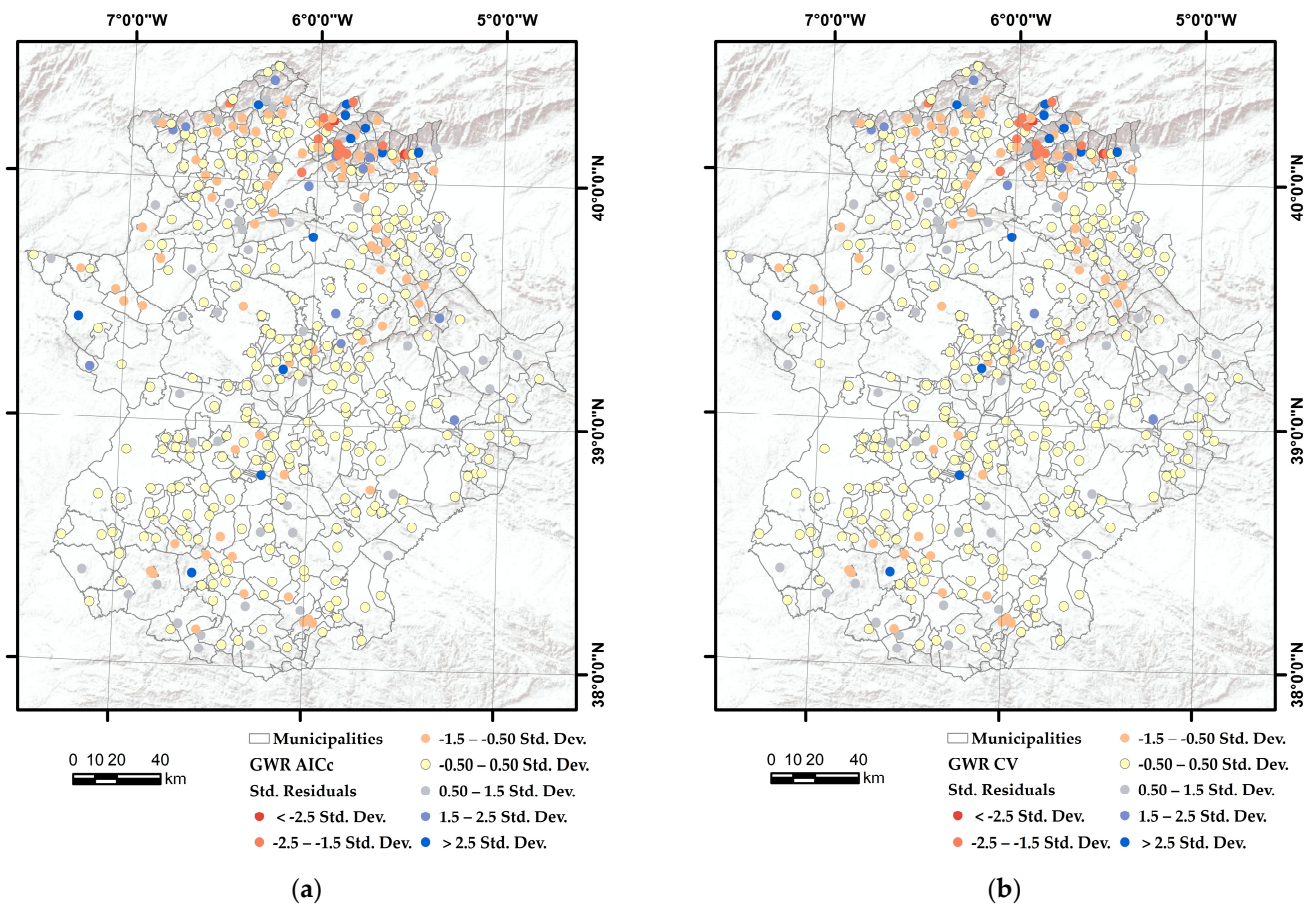 7°0'0"W 6°0'0"W 5°0'0"W
40°0'0"N
39°0'0"N
38°0'0"N
Municipalities
GWR AICc
Std. Residuals
< -2.5 Std. Dev.
-2.5 – -1.5 Std. Dev.
-1.5 – -0.50 Std. Dev.
-0.50 – 0.50 Std. Dev.
0.50 – 1.5 Std. Dev.
1.5 – 2.5 Std. Dev.
> 2.5 Std. Dev.
0 10 20 40
km
(a)
7°0'0"W 6°0'0"W 5°0'0"W
40°0'0"N
39°0'0"N
38°0'0"N
Municipalities
GWR CV
Std. Residuals
< -2.5 Std. Dev.
-2.5 – -1.5 Std. Dev.
-1.5 – -0.50 Std. Dev.
-0.50 – 0.50 Std. Dev.
0.50 – 1.5 Std. Dev.
1.5 – 2.5 Std. Dev.
> 2.5 Std. Dev.
0 10 20 40
km
(b)